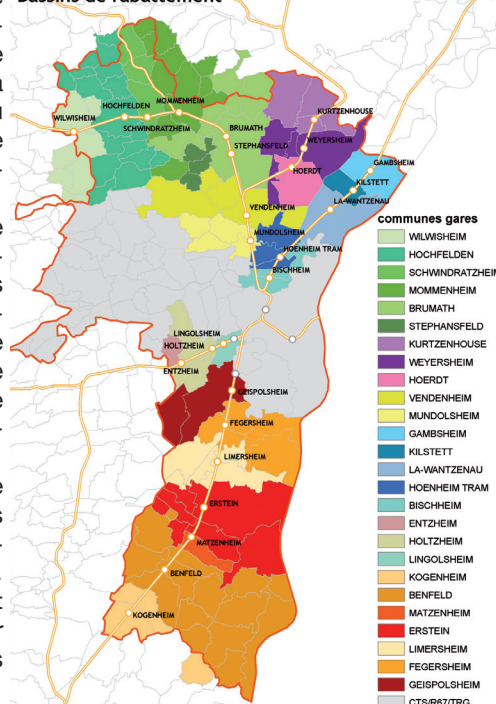 Bassins de rabattement
KURTZENHOUSE
MOMMENHEIM
HOCHFELDEN
WILWISHEIM
SCHWINDRATZHEIM
BRUMATH
WEYERSHEIM
STEPHANSFELD
GAMBSHEIM
HOERDT
KILSTETT
LA-WANTZENAU
VENDENHEIM
MUNDOLSHEIM
HOENHEIM TRAM
BISCHHEIM
LINGOLSHEIM
HOLTZHEIM
ENTZHEIM
GEISPOLSHEIM
FEGERSHEIM
LIMERSHEIM
ERSTEIN
MATZENHEIM
BENFELD
KOGENHEIM
communes gares
WILWISHEIM
HOCHFELDEN
SCHWINDRATZHEIM
MOMMENHEIM
BRUMATH
STEPHANSFELD
KURTZENHOUSE
WEYERSHEIM
HOERDT
VENDENHEIM
MUNDOLSHEIM
GAMBSHEIM
KILSTETT
LA-WANTZENAU
HOENHEIM TRAM
BISCHHEIM
ENTZHEIM
HOLTZHEIM
LINGOLSHEIM
KOGENHEIM
BENFELD
MATZENHEIM
ERSTEIN
LIMERSHEIM
FEGERSHEIM
GEISPOLSHEIM
CTS/R67/TRG